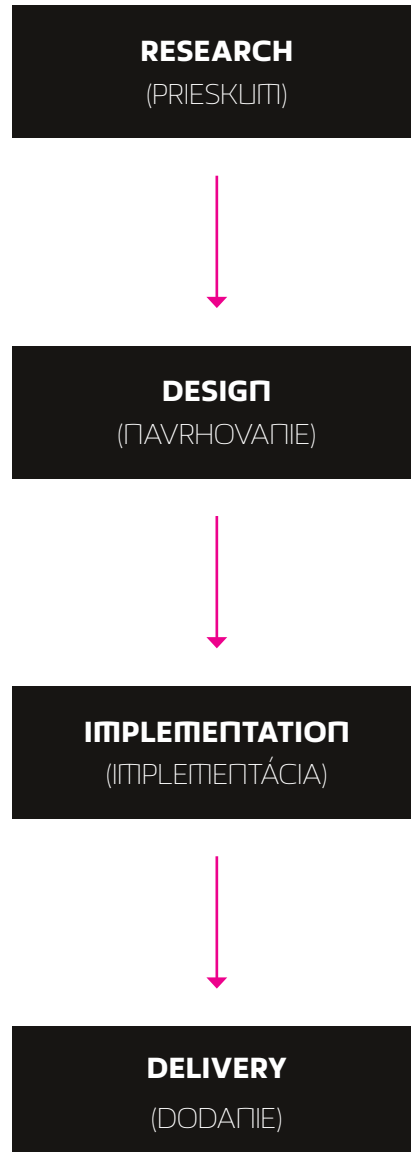 RESEARCH
(PRIESKUM)
DESIGN
(NAVRHOVANIE)
IMPLEMENTATION
(IMPLEMENTÁCIA)
DELIVERY
(DODANIE)